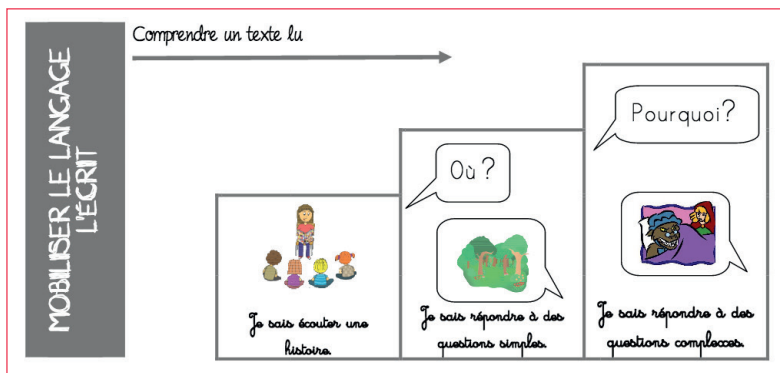 MOBILISER LE LANGAGE
L'ÉCRIT
Comprendre un texte lu
Je sais écouter une
histoire.
Où ?
Je sais répondre à des
questions simples.
Pourquoi ?
Je sais répondre à des
questions complexes.